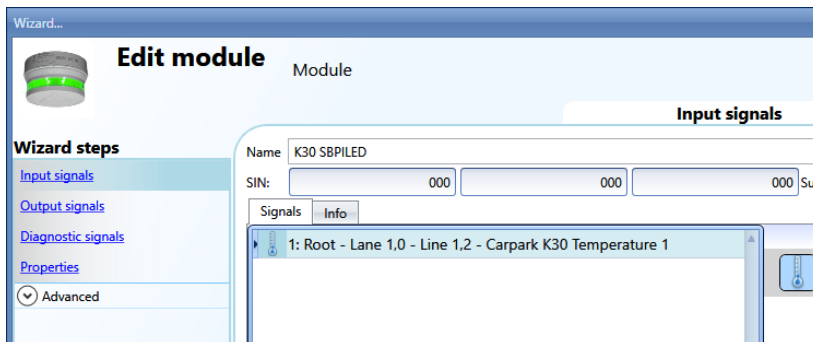 Wizard...
Edit module
Module
Input signals
Wizard steps
Input signals
Output signals
Diagnostic signals
Properties
Advanced
Name K30 SBPILED
SIN: 000 000 000 Su
Signals Info
1: Root - Lane 1,0 - Line 1,2 - Carpark K30 Temperature 1